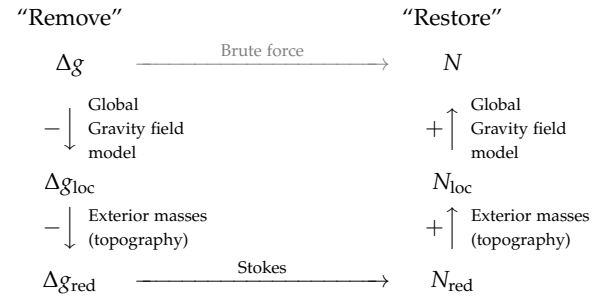 “Remove” “Restore”
Brute force
Δg N
Global Global
− Gravity field + Gravity field
model model
Δg_loc N_loc
− Exterior masses + Exterior masses
(topography) (topography)
Stokes
Δg_red N_red